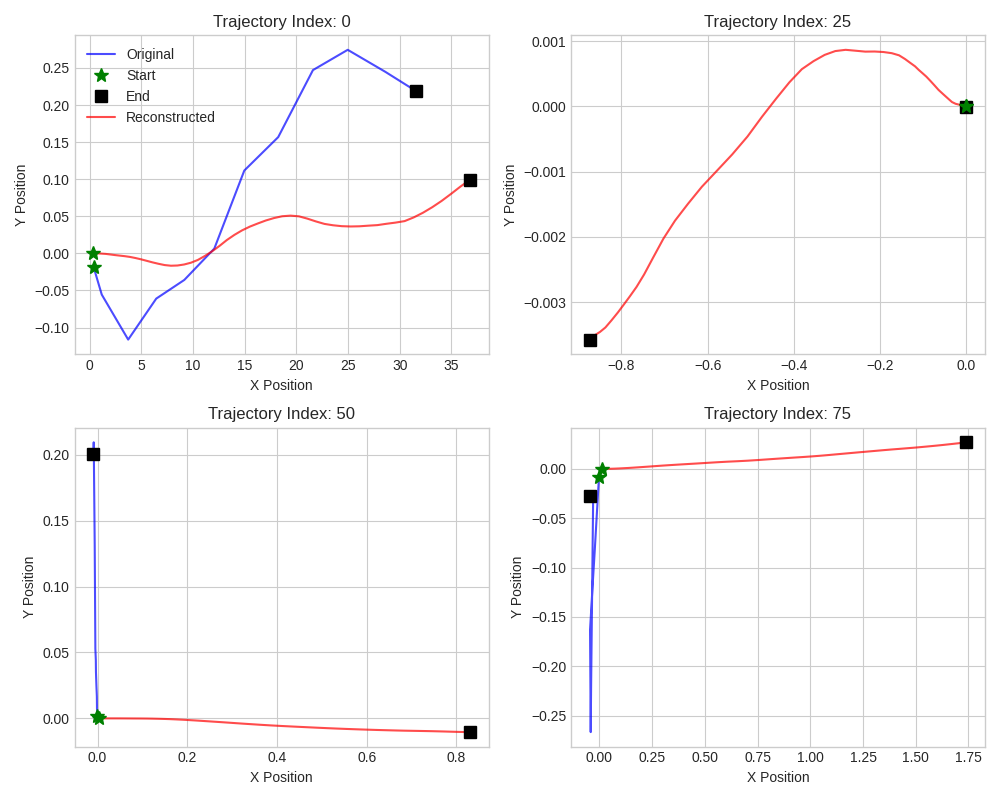 Trajectory Index: 0
Original
Start
End
Reconstructed
0.25
0.20
0.15
0.10
0.05
0.00
−0.05
−0.10
Y Position
0 5 10 15 20 25 30 35
X Position
Trajectory Index: 25
0.001
0.000
−0.001
−0.002
−0.003
Y Position
−0.8 −0.6 −0.4 −0.2 0.0
X Position
Trajectory Index: 50
0.20
0.15
0.10
0.05
0.00
Y Position
0.0 0.2 0.4 0.6 0.8
X Position
Trajectory Index: 75
0.00
−0.05
−0.10
−0.15
−0.20
−0.25
Y Position
0.00 0.25 0.50 0.75 1.00 1.25 1.50 1.75
X Position